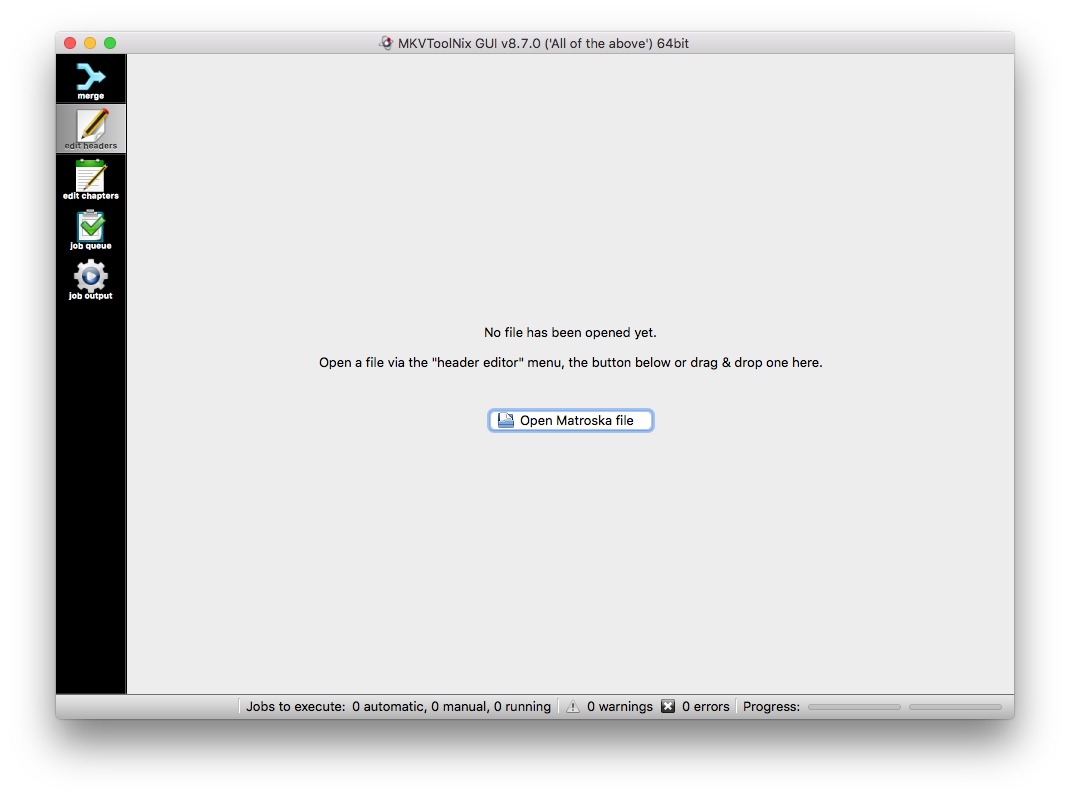 MKVToolNix GUI v8.7.0 ('All of the above') 64bit
merge
edit headers
edit chapters
job queue
job output
No file has been opened yet.
Open a file via the "header editor" menu, the button below or drag & drop one here.
Open Matroska file
Jobs to execute: 0 automatic, 0 manual, 0 running 0 warnings 0 errors Progress: